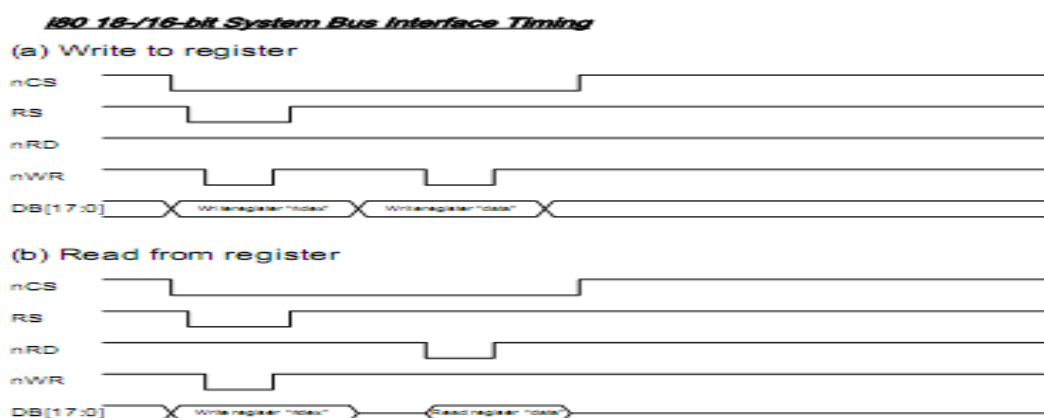 i80 18-/16-bit System Bus Interface Timing
(a) Write to register
nCS
RS
nRD
nWR
DB[17:0] Write register "index" Write register "data"
(b) Read from register
nCS
RS
nRD
nWR
DB[17:0] Write register "index" Read register "data"